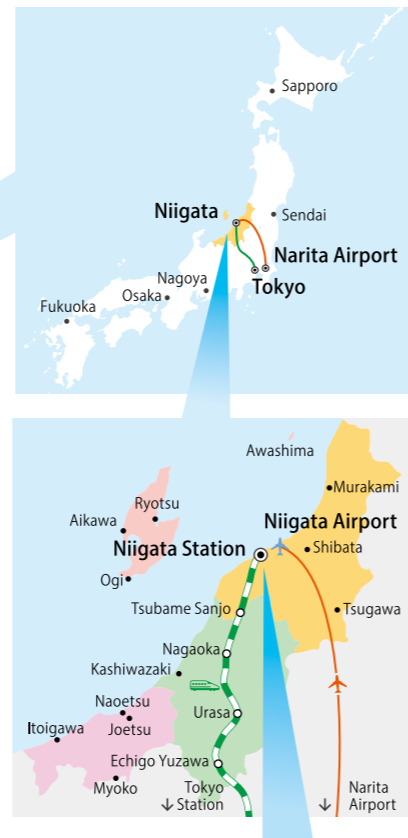 Sapporo
Niigata
Sendai
Narita Airport
Nagoya
Tokyo
Osaka
Fukuoka
Awashima
Murakami
Ryotsu
Niigata Airport
Aikawa
Niigata Station
Shibata
Ogi
Tsubame Sanjo
Tsugawa
Nagaoka
Kashiwazaki
Naoetsu
Urasa
Itoigawa
Joetsu
Echigo Yuzawa
Myoko
↓ Tokyo
Station
↓ Narita
Airport